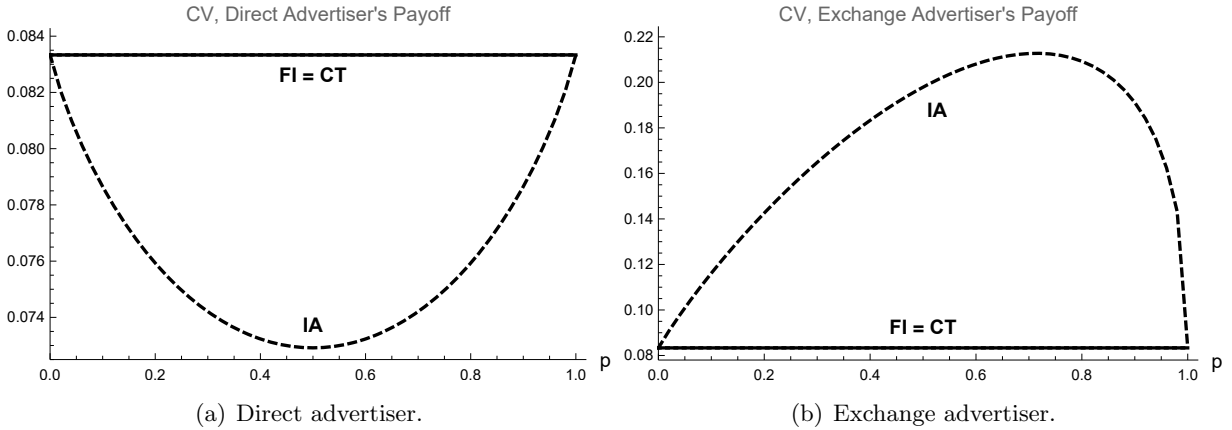 CV, Direct Advertiser's Payoff
0.084
0.082
0.080
0.078
0.076
0.074
FI = CT
IA
0.0
0.2
0.4
0.6
0.8
1.0
p
(a) Direct advertiser.
CV, Exchange Advertiser's Payoff
0.22
0.20
0.18
0.16
0.14
0.12
0.10
0.08
IA
FI = CT
0.0
0.2
0.4
0.6
0.8
1.0
p
(b) Exchange advertiser.